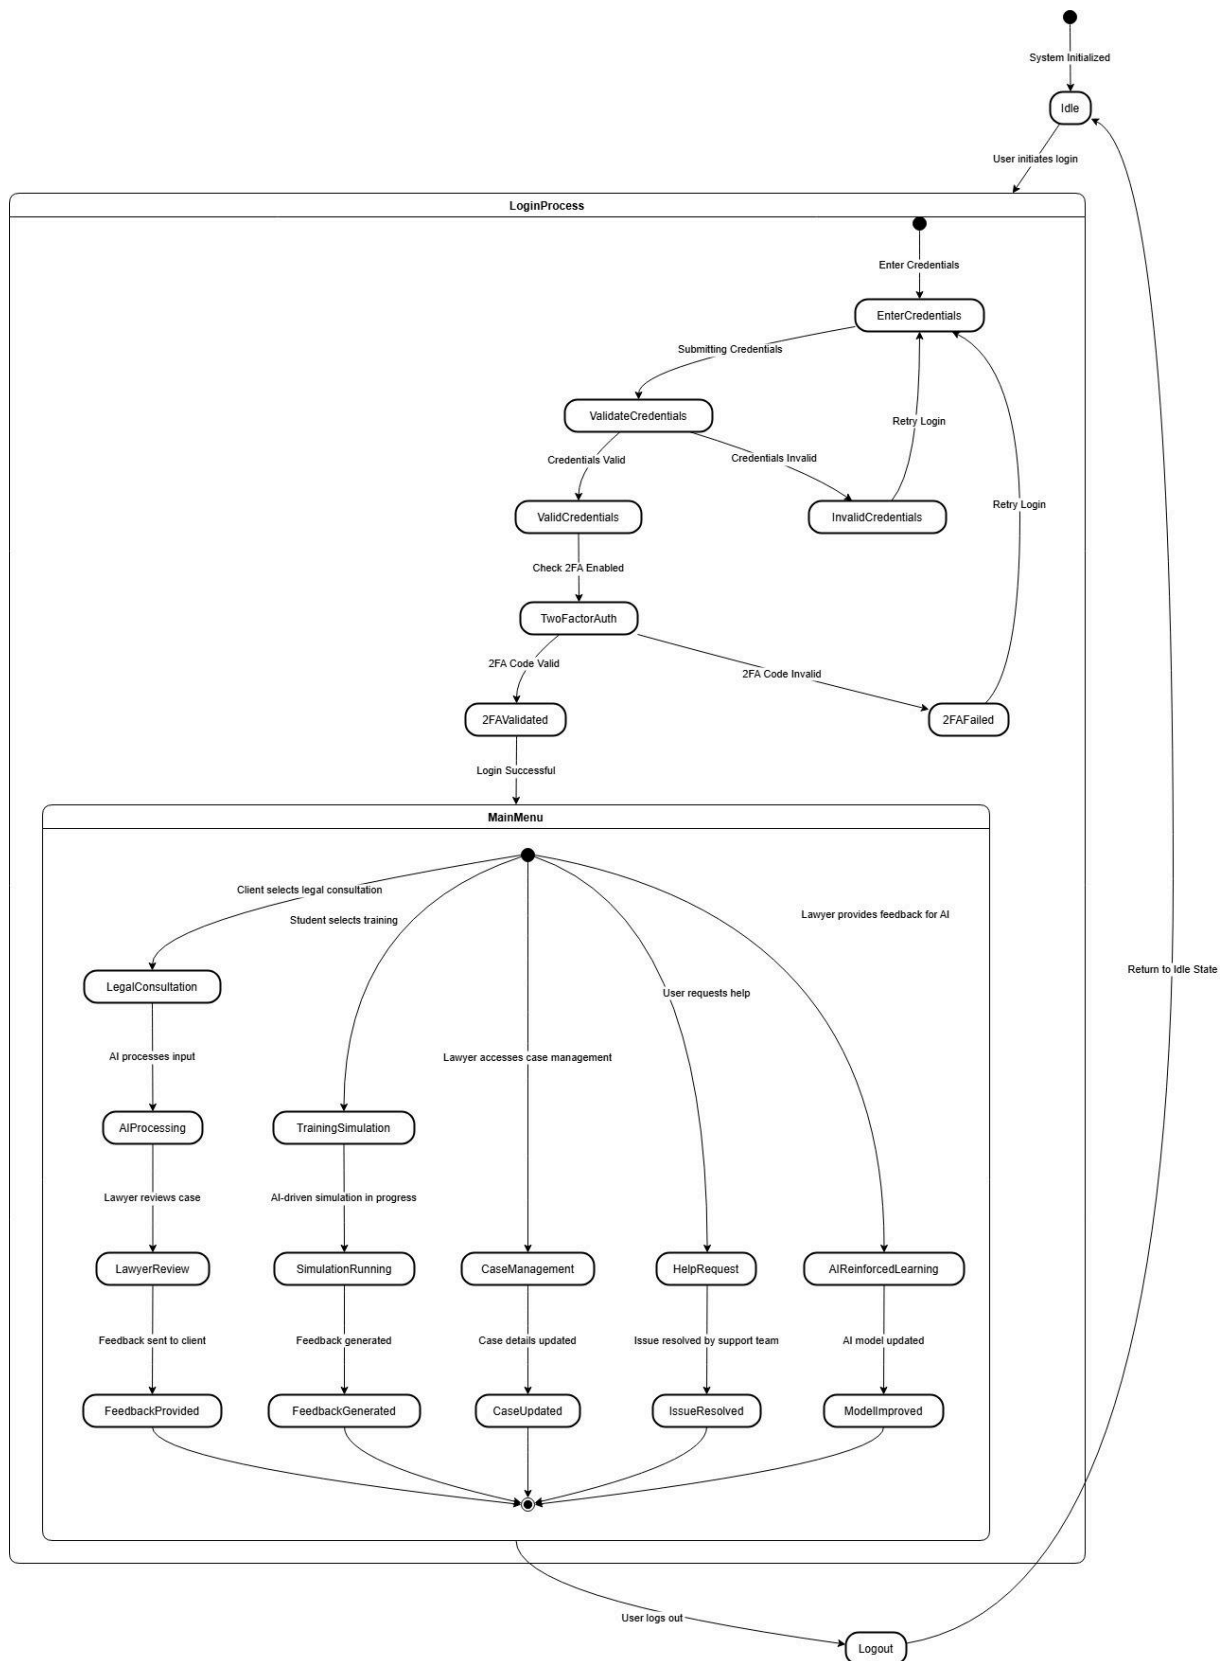 System Initialized
Idle
User initiates login
LoginProcess
Enter Credentials
EnterCredentials
Submitting Credentials
ValidateCredentials
Retry Login
Credentials Valid
Credentials Invalid
ValidCredentials
InvalidCredentials
Retry Login
Check 2FA Enabled
TwoFactorAuth
2FA Code Valid
2FA Code Invalid
2FAValidated
2FAFailed
Login Successful
MainMenu
Client selects legal consultation
Student selects training
Lawyer provides feedback for AI
LegalConsultation
User requests help
Return to Idle State
AI processes input
Lawyer accesses case management
AIProcessing
TrainingSimulation
Lawyer reviews case
AI-driven simulation in progress
LawyerReview
SimulationRunning
CaseManagement
HelpRequest
AIReinforcedLearning
Feedback sent to client
Feedback generated
Case details updated
Issue resolved by support team
AI model updated
FeedbackProvided
FeedbackGenerated
CaseUpdated
IssueResolved
ModelImproved
User logs out
Logout